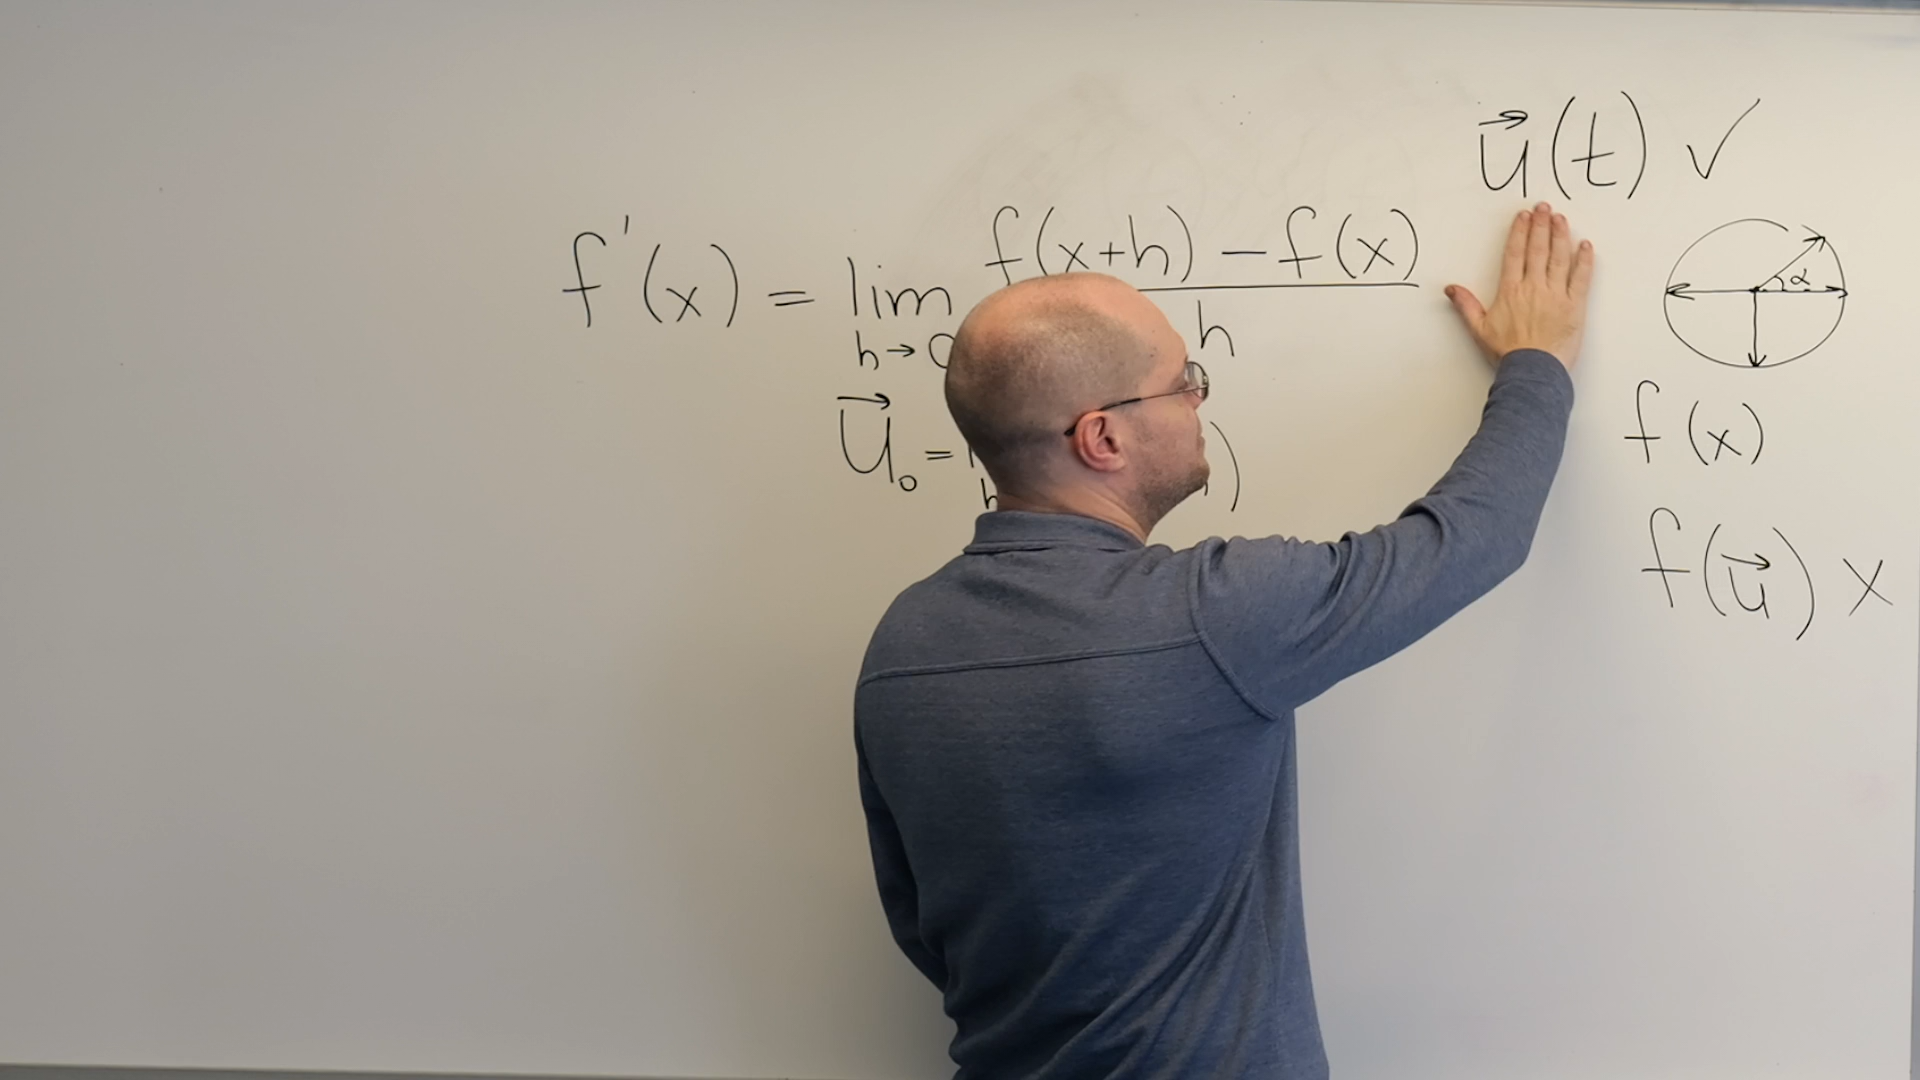 u⃗(t) ✓
f'(x) = lim f(x+h) - f(x)
h→0 h
α
u⃗₀ = )
f(x)
f(u⃗) x